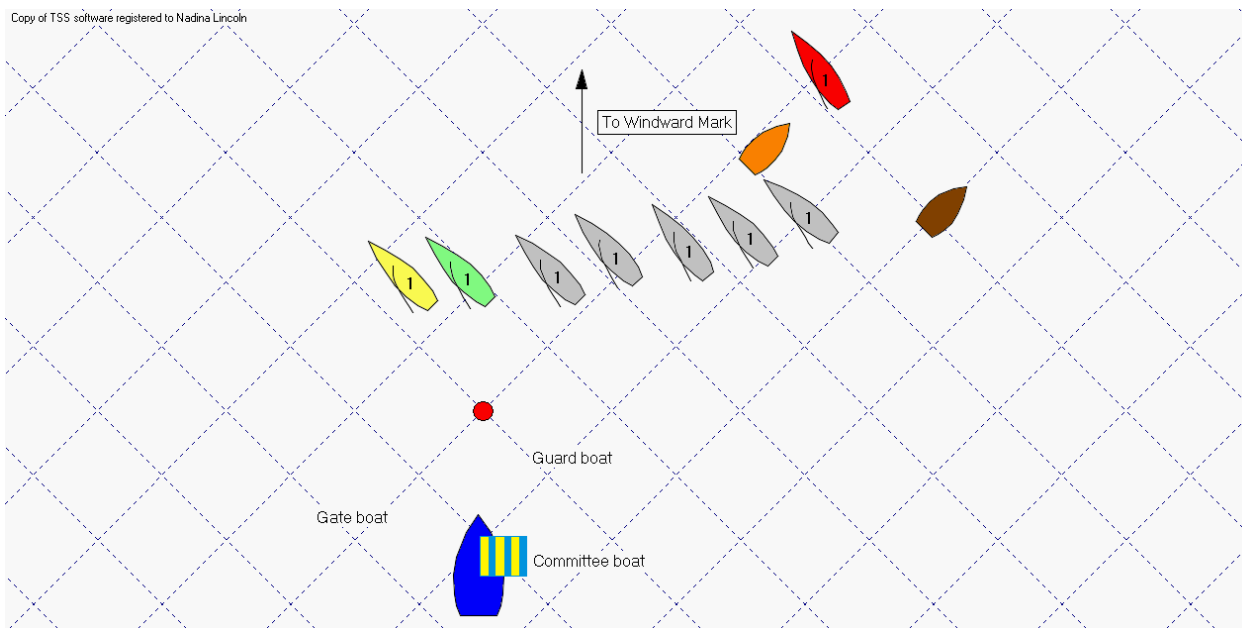 Copy of TSS software registered to Nadina Lincoln
1
To Windward Mark
1
1
1
1
1
1
1
1
Guard boat
Gate boat
Committee boat